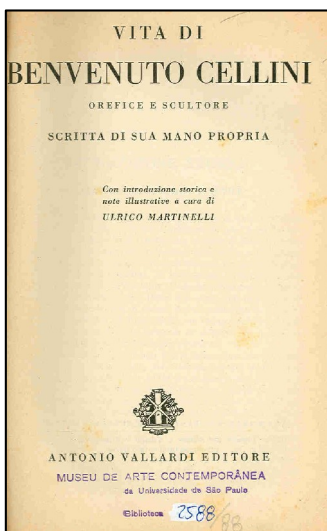 VITA DI
BENVENUTO CELLINI
OREFICE E SCULTORE
SCRITTA DI SUA MANO PROPRIA
Con introduzione storica e
note illustrative a cura di
ULRICO MARTINELLI
ANTONIO VALLARDI EDITORE
MUSEU DE ARTE CONTEMPORÂNEA
da Universidade de São Paulo
Biblioteca 2588
88